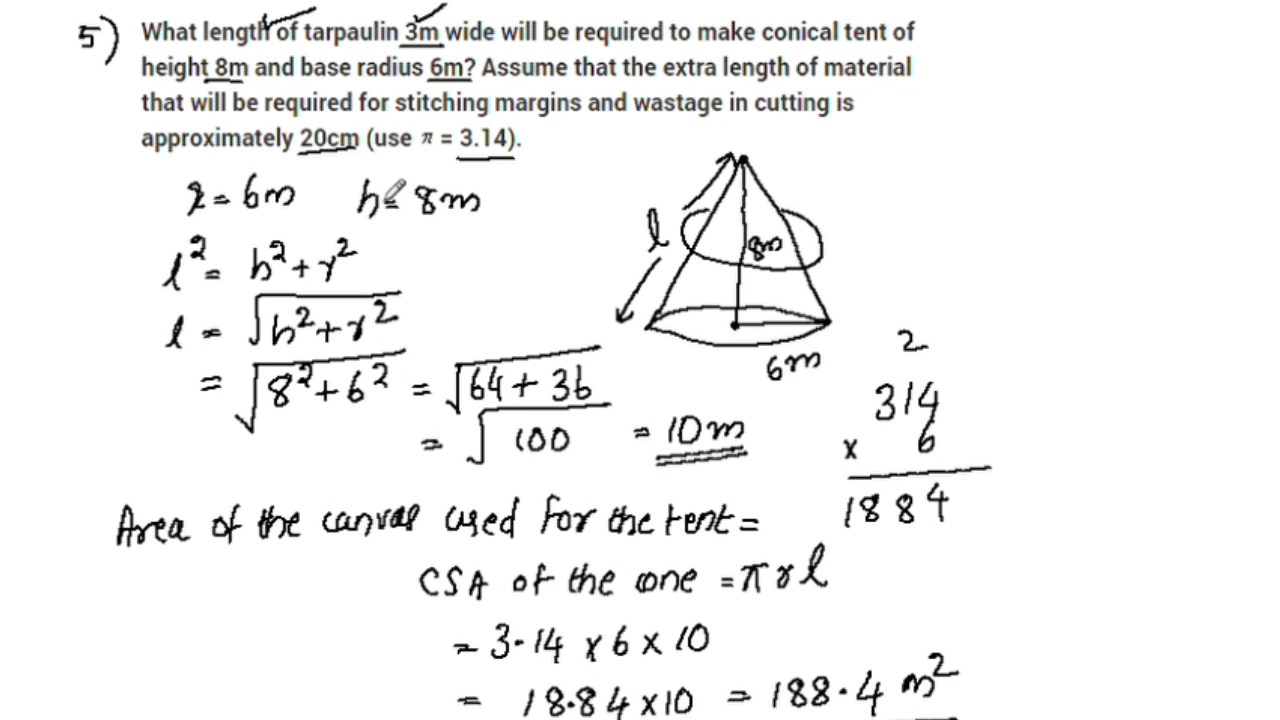 5) What length of tarpaulin 3m wide will be required to make conical tent of
height 8m and base radius 6m? Assume that the extra length of material
that will be required for stitching margins and wastage in cutting is
approximately 20cm (use π = 3.14).
r = 6m h = 8m
l² = h² + r²
l = √h² + r²
= √8² + 6² = √64 + 36
= √100 = 10m
l
8m
6m
2
314
x 6
1884
Area of the canvas used for the tent =
CSA of the cone = π r l
= 3.14 x 6 x 10
= 18.84 x 10 = 188.4 m²